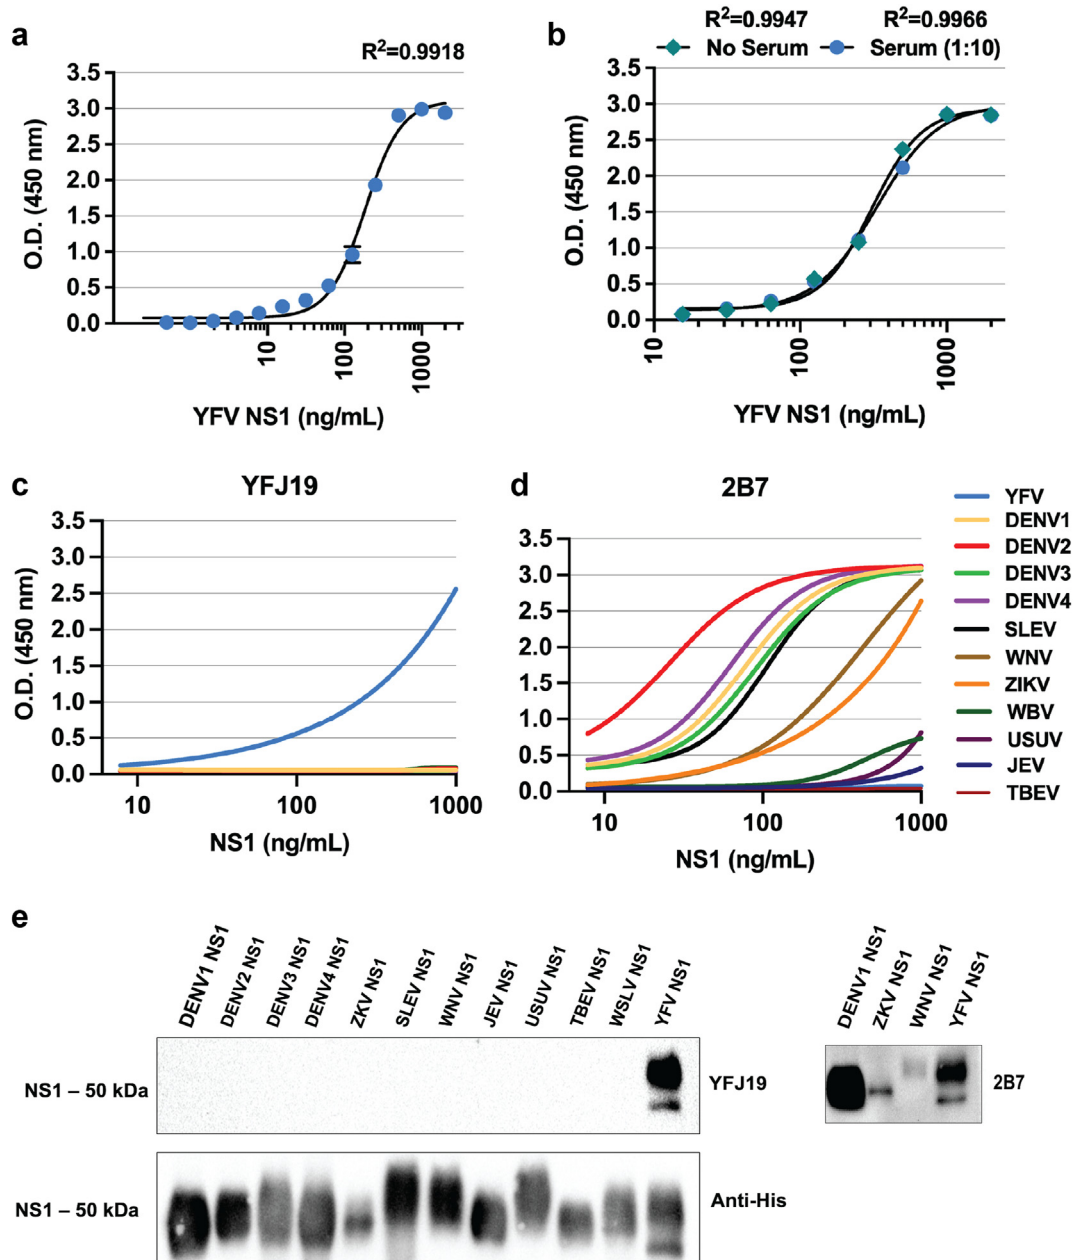 a
R²=0.9918
3.5
3.0
2.5
2.0
1.5
1.0
0.5
0.0
O.D. (450 nm)
10
100
1000
YFV NS1 (ng/mL)
b
R²=0.9947
R²=0.9966
No Serum
Serum (1:10)
3.5
3.0
2.5
2.0
1.5
1.0
0.5
0.0
O.D. (450 nm)
10
100
1000
YFV NS1 (ng/mL)
c
YFJ19
3.5
3.0
2.5
2.0
1.5
1.0
0.5
0.0
O.D. (450 nm)
10
100
1000
NS1 (ng/mL)
d
2B7
3.5
3.0
2.5
2.0
1.5
1.0
0.5
0.0
10
100
1000
NS1 (ng/mL)
YFV
DENV1
DENV2
DENV3
DENV4
SLEV
WNV
ZIKV
WBV
USUV
JEV
TBEV
e
DENV1 NS1
DENV2 NS1
DENV3 NS1
DENV4 NS1
ZKV NS1
SLEV NS1
WNV NS1
JEV NS1
USUV NS1
TBEV NS1
WSLV NS1
YFV NS1
NS1 – 50 kDa
YFJ19
NS1 – 50 kDa
Anti-His
DENV1 NS1
ZKV NS1
WNV NS1
YFV NS1
2B7